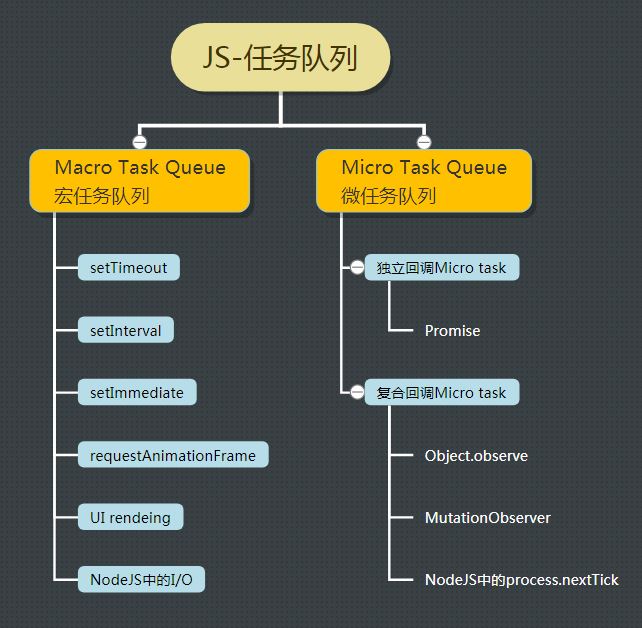 JS-任务队列
Macro Task Queue
宏任务队列
setTimeout
setInterval
setImmediate
requestAnimationFrame
UI rendeing
NodeJS中的I/O
Micro Task Queue
微任务队列
独立回调Micro task
Promise
复合回调Micro task
Object.observe
MutationObserver
NodeJS中的process.nextTick